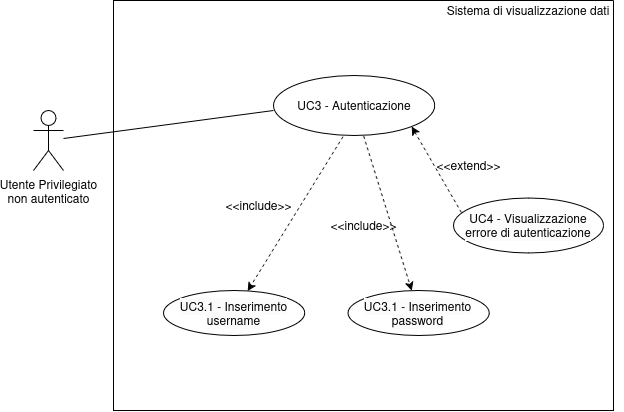 Sistema di visualizzazione dati
UC3 - Autenticazione
<<extend>>
Utente Privilegiato
non autenticato
<<include>>
<<include>>
UC4 - Visualizzazione
errore di autenticazione
UC3.1 - Inserimento
username
UC3.1 - Inserimento
password